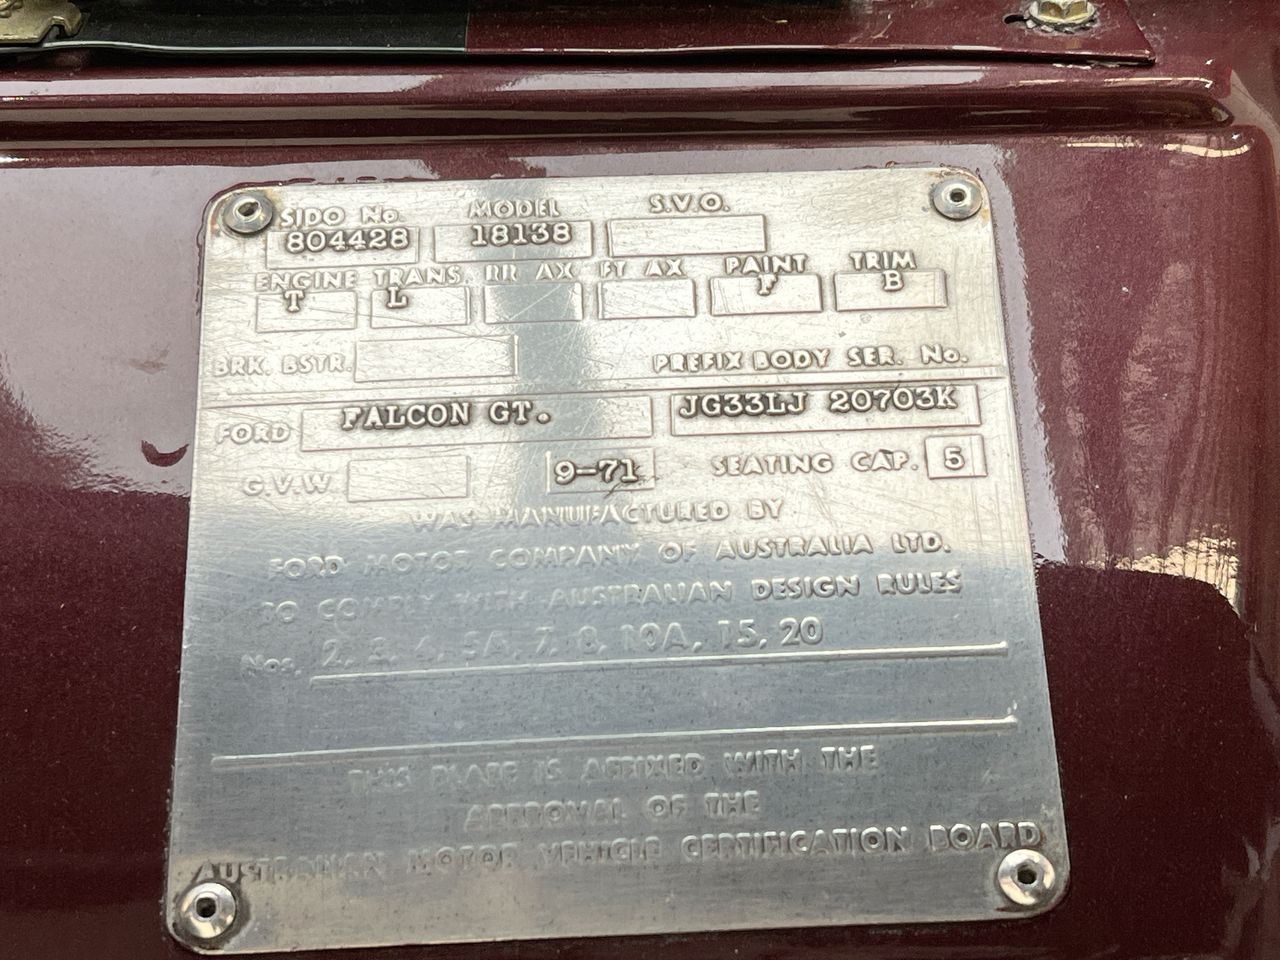 SIDO No. MODEL S.V.O.
804428 18138
ENGINE TRANS. RR AX FT AX PAINT TRIM
T L F B
BRK. BSTR. PREFIX BODY SER. No.
FORD FALCON GT. JG33LJ 20703K
G.V.W 9-71 SEATING CAP. 5
WAS MANUFACTURED BY
FORD MOTOR COMPANY OF AUSTRALIA LTD.
TO COMPLY WITH AUSTRALIAN DESIGN RULES
Nos. 2, 3, 4, 5A, 7, 8, 10A, 15, 20
THIS PLATE IS AFFIXED WITH THE
APPROVAL OF THE
AUSTRALIAN MOTOR VEHICLE CERTIFICATION BOARD